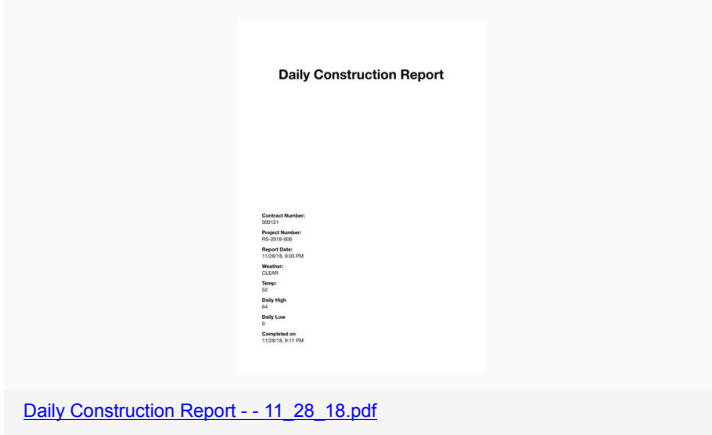 Daily Construction Report
Contract Number:
000121
Project Number:
RS-2018-006
Report Date:
11/28/18, 9:03 PM
Weather:
CLEAR
Temp:
50
Daily High
64
Daily Low
0
Completed on
11/28/18, 9:11 PM
Daily Construction Report - - 11_28_18.pdf